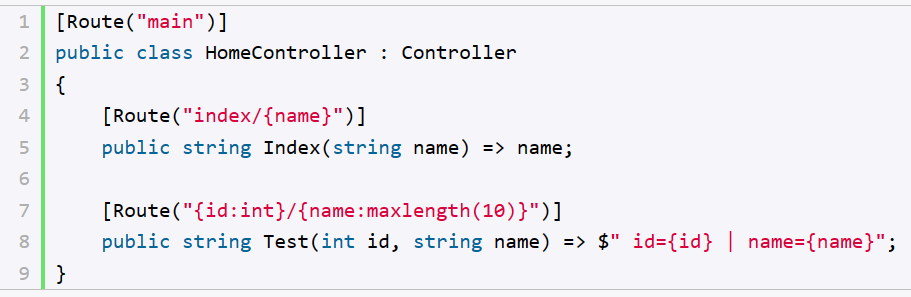 1 [Route("main")]
2 public class HomeController : Controller
3 {
4     [Route("index/{name}")]
5     public string Index(string name) => name;
6
7     [Route("{id:int}/{name:maxlength(10)}")]
8     public string Test(int id, string name) => $" id={id} | name={name}";
9 }